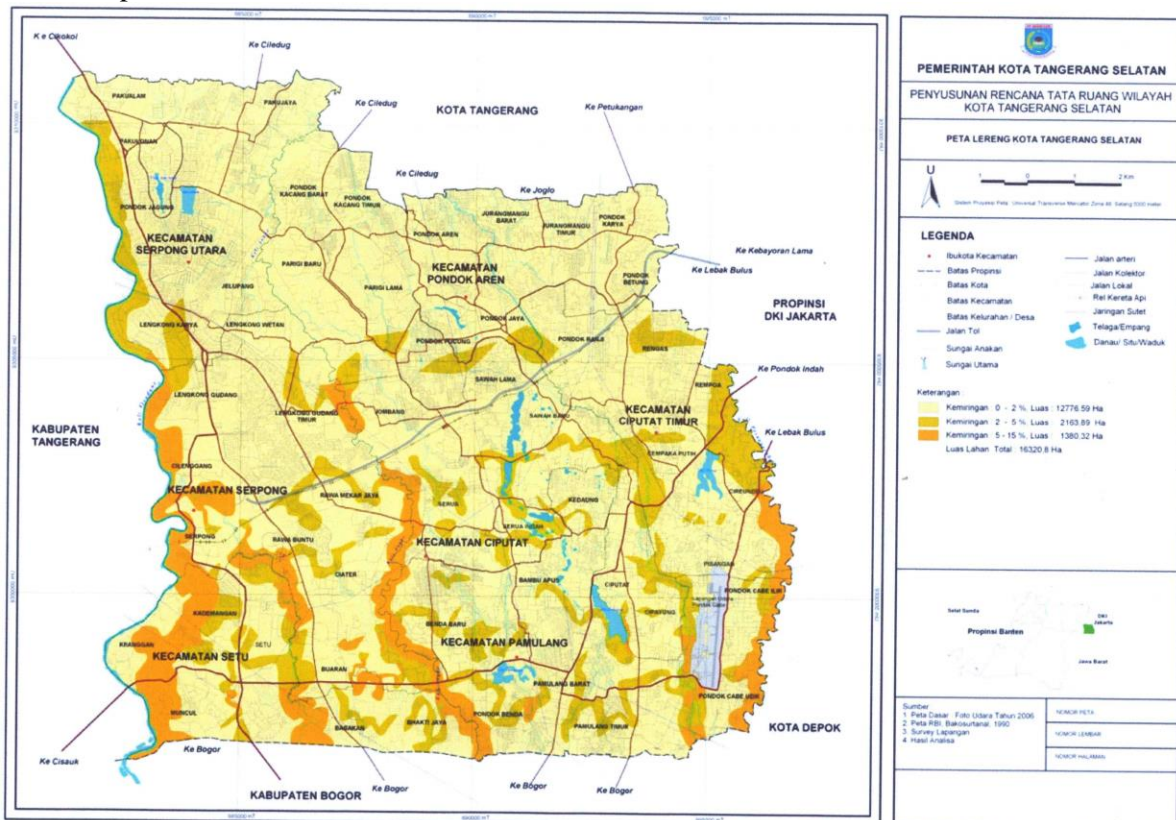 Ke Cikokol
Ke Ciledug
KOTA TANGERANG
Ke Ciledug
Ke Petukangan
Ke Ciledug
Ke Joglo
Ke Kebayoran Lama
Ke Lebak Bulus
PROPINSI
DKI JAKARTA
Ke Pondok Indah
Ke Lebak Bulus
KABUPATEN
TANGERANG
KOTA DEPOK
KABUPATEN BOGOR
Ke Cisauk
Ke Bogor
Ke Bogor
Ke Bogor
Ke Bogor
PAKUALAM
PAKUJAYA
PAKULONAN
PONDOK JAGUNG
PONDOK
KACANG BARAT
PONDOK
KACANG TIMUR
KECAMATAN
SERPONG UTARA
JELUPANG
PARIGI BARU
PARIGI LAMA
PONDOK AREN
JURANGMANGU
BARAT
JURANGMANGU
TIMUR
PONDOK
KARYA
KECAMATAN
PONDOK AREN
PONDOK
BETUNG
LENGKONG KARYA
LENGKONG WETAN
PONDOK JAYA
PONDOK PUCUNG
RENGAS
REMPOA
SAWAH LAMA
LENGKONG GUDANG
LENGKONG GUDANG
TIMUR
JOMBANG
SAWAH BARU
KECAMATAN
CIPUTAT TIMUR
CEMPAKA PUTIH
CILENGGANG
KECAMATAN SERPONG
RAWA MEKAR JAYA
SERUA
KEDAUNG
SERUA INDAH
SERPONG
RAWA BUNTU
KECAMATAN CIPUTAT
CIATER
BAMBU APUS
CIPUTAT
PISANGAN
PONDOK CABE ILIR
KADEMANGAN
BENDA BARU
CIPAYUNG
KRANGGAN
KECAMATAN SETU
SETU
KECAMATAN PAMULANG
BUARAN
PAMULANG BARAT
PONDOK CABE UDIK
MUNCUL
BABAKAN
BHAKTI JAYA
PONDOK BENDA
PAMULANG TIMUR
PEMERINTAH KOTA TANGERANG SELATAN
PENYUSUNAN RENCANA TATA RUANG WILAYAH
KOTA TANGERANG SELATAN
PETA LERENG KOTA TANGERANG SELATAN
U
1 0 1 2 Km
LEGENDA
Ibukota Kecamatan
Batas Propinsi
Batas Kota
Batas Kecamatan
Batas Kelurahan / Desa
Jalan Tol
Sungai Anakan
Sungai Utama
Jalan arteri
Jalan Kolektor
Jalan Lokal
Rel Kereta Api
Jaringan Sutet
Telaga/Empang
Danau/ Situ/Waduk
Keterangan :
Kemiringan 0 - 2 %, Luas : 12776.59 Ha
Kemiringan 2 - 5 %, Luas : 2163.89 Ha
Kemiringan 5 - 15 %, Luas : 1380.32 Ha
Luas Lahan Total : 16320,8 Ha
Selat Sunda
Propinsi Banten
DKI
Jakarta
Jawa Barat
Sumber :
1. Peta Dasar : Foto Udara Tahun 2006
2. Peta RBI, Bakosurtanal, 1990
3. Survey Lapangan
4. Hasil Analisa
NOMOR PETA
NOMOR LEMBAR
NOMOR HALAMAN